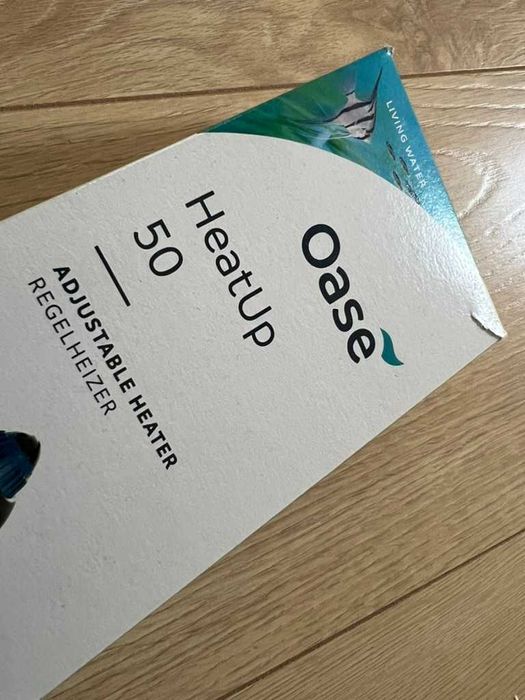 LIVING WATER
Oase
HeatUp
50
ADJUSTABLE HEATER
REGELHEIZER